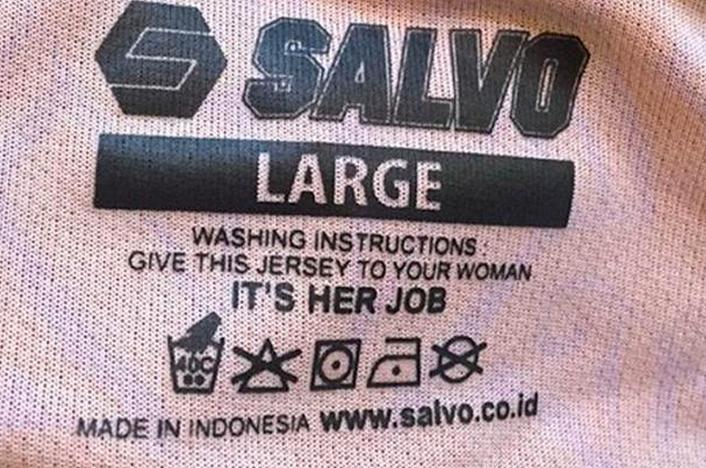 SALVO
LARGE
WASHING INSTRUCTIONS
GIVE THIS JERSEY TO YOUR WOMAN
IT'S HER JOB
40C
MADE IN INDONESIA www.salvo.co.id